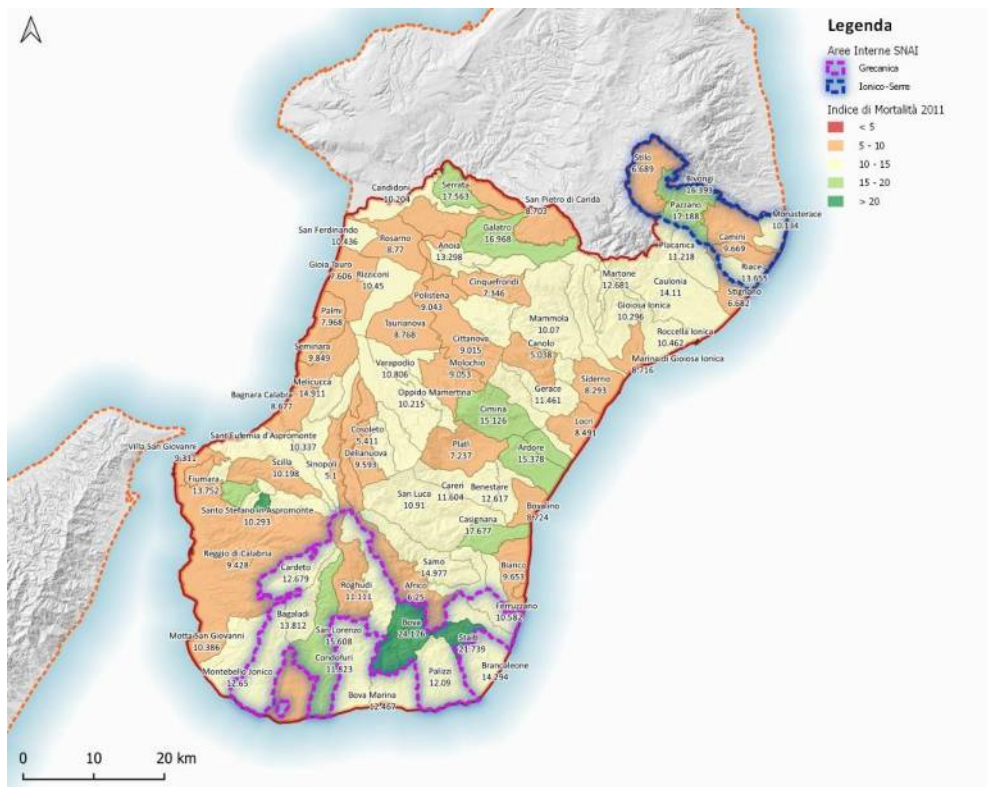 Legenda
Aree Interne SNAI
Grecanica
Ionico-Serre
Indice di Mortalità 2011
< 5
5 - 10
10 - 15
15 - 20
> 20
Stilo
6.689
Bivongi
16.393
Pazzano
17.188
Monasterace
10.134
Camini
9.669
Riace
13.655
Stignano
6.682
Placanica
11.218
Candidoni
10.204
Serrata
17.563
San Pietro di Caridà
8.703
San Ferdinando
10.436
Rosarno
8.77
Galatro
16.968
Anoia
13.298
Martone
12.681
Caulonia
14.11
Gioia Tauro
7.606
Rizziconi
10.45
Cinquefrondi
7.346
Polistena
9.043
Gioiosa Ionica
10.296
Palmi
7.968
Taurianova
8.768
Mammola
10.07
Roccella Ionica
10.462
Cittanova
9.015
Canolo
5.038
Seminara
9.849
Marina di Gioiosa Ionica
8.716
Molochio
9.053
Varapodio
10.806
Melicucca
14.911
Siderno
8.293
Gerace
11.461
Oppido Mamertina
10.215
Bagnara Calabra
8.677
Cimina
15.126
Locri
8.491
Cosoleto
5.411
Sant'Eufemia d'Aspromonte
10.337
Villa San Giovanni
9.311
Platì
7.237
Ardore
15.378
Delianuova
9.593
Scilla
10.198
Sinopoli
5.1
Fiumara
13.752
Careri
11.604
Benestare
12.617
San Luca
10.91
Santo Stefano in Aspromonte
10.293
Bovalino
8.724
Casignana
17.677
Reggio di Calabria
9.428
Cardeto
12.679
Samo
14.977
Bianco
9.653
Roghudi
11.111
Africo
6.25
Ferruzzano
10.582
Bagaladi
13.812
Bova
24.176
San Lorenzo
15.608
Staiti
21.739
Motta San Giovanni
10.386
Condofuri
11.823
Montebello Jonico
12.65
Palizzi
12.09
Brancaleone
14.294
Bova Marina
12.467
0 10 20 km